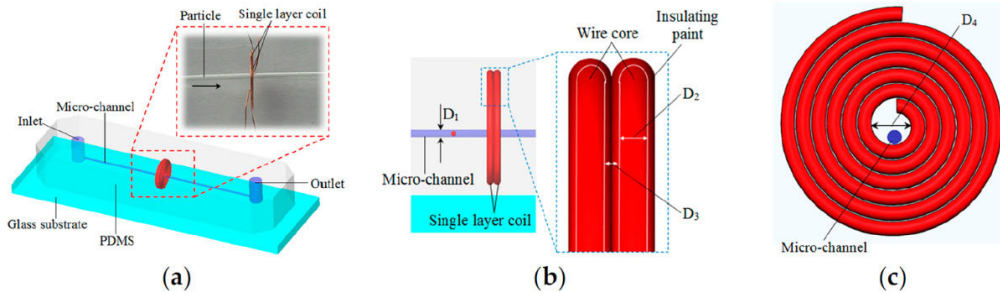 Single layer coil
Particle
Micro-channel
Inlet
Outlet
Glass substrate
PDMS
(a)
Wire core
Insulating
paint
D1
D2
Micro-channel
D3
Single layer coil
(b)
D4
Micro-channel
(c)